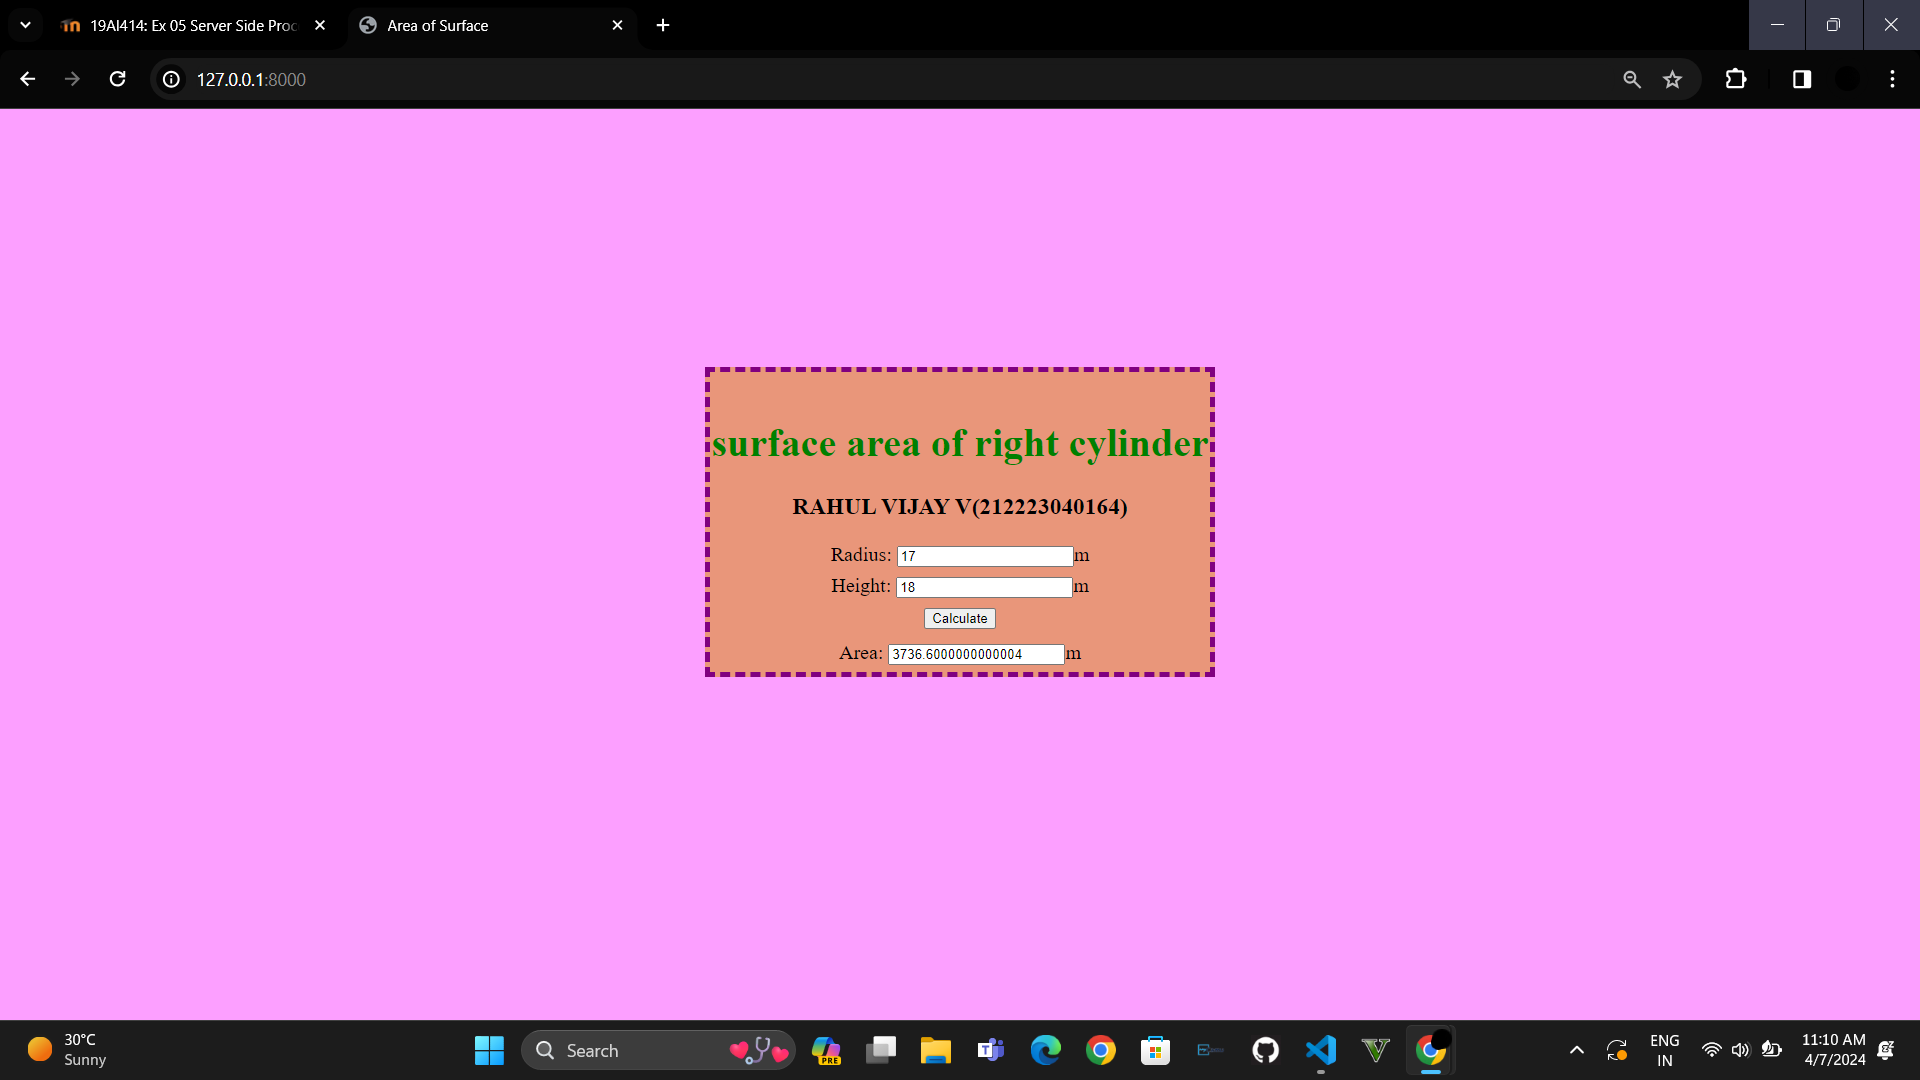 19AI414: Ex 05 Server Side Proc
Area of Surface
127.0.0.1:8000
surface area of right cylinder
RAHUL VIJAY V(212223040164)
Radius: 17 m
Height: 18 m
Calculate
Area: 3736.6000000000004 m
30°C
Sunny
Search
PRE
ENG
IN
11:10 AM
4/7/2024